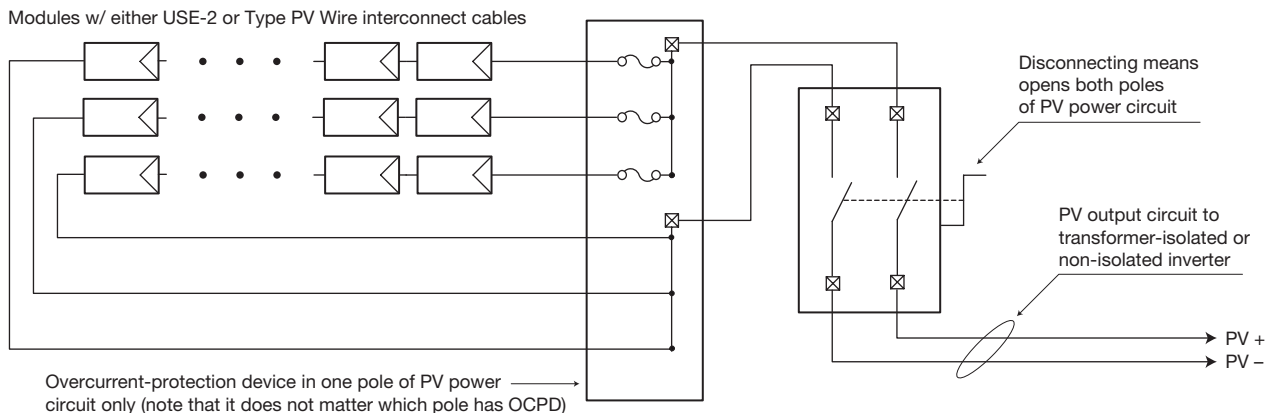 Modules w/ either USE-2 or Type PV Wire interconnect cables
Disconnecting means
opens both poles
of PV power circuit
PV output circuit to
transformer-isolated or
non-isolated inverter
PV +
PV –
Overcurrent-protection device in one pole of PV power
circuit only (note that it does not matter which pole has OCPD)